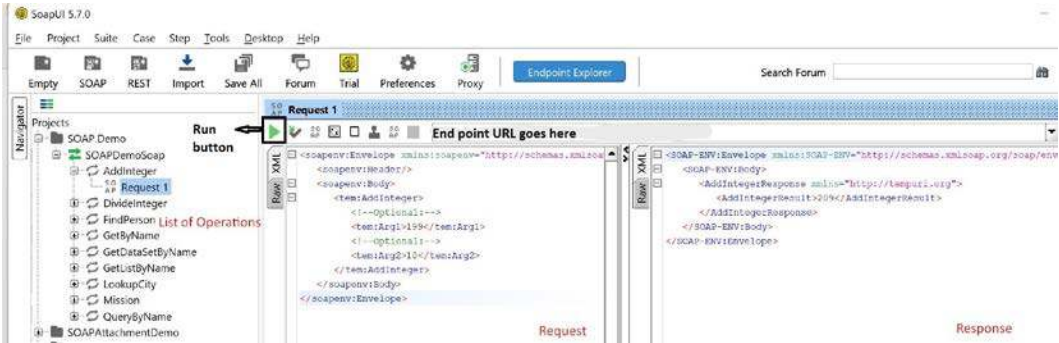 SoapUI 5.7.0
File Project Suite Case Step Tools Desktop Help
Empty SOAP REST Import Save All Forum Trial Preferences Proxy
Endpoint Explorer
Search Forum
Navigator
Projects
SOAP Demo
SOAPDemoSoap
AddInteger
SO AP Request 1
DivideInteger
FindPerson
GetByName
GetDataSetByName
GetListByName
LookupCity
Mission
QueryByName
SOAPAttachmentDemo
List of Operations
Run
button
SO AP Request 1
End point URL goes here
XML
Raw
<soapenv:Envelope xmlns:soapenv="http://schemas.xmlsoa
<soapenv:Header/>
<soapenv:Body>
<tem:AddInteger>
<!--Optional:-->
<tem:Arg1>199</tem:Arg1>
<!--Optional:-->
<tem:Arg2>10</tem:Arg2>
</tem:AddInteger>
</soapenv:Body>
</soapenv:Envelope>
Request
XML
Raw
<SOAP-ENV:Envelope xmlns:SOAP-ENV="http://schemas.xmlsoap.org/soap/env
<SOAP-ENV:Body>
<AddIntegerResponse xmlns="http://tempuri.org">
<AddIntegerResult>209</AddIntegerResult>
</AddIntegerResponse>
</SOAP-ENV:Body>
</SOAP-ENV:Envelope>
Response